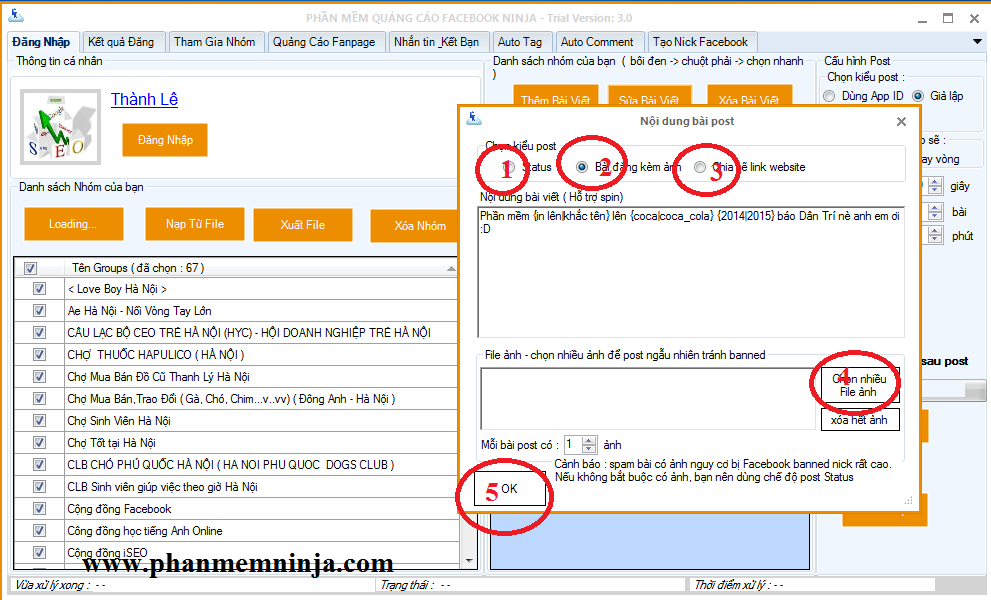 PHẦN MỀM QUẢNG CÁO FACEBOOK NINJA - Trial Version: 3.0
Đăng Nhập
Kết quả Đăng
Tham Gia Nhóm
Quảng Cáo Fanpage
Nhắn tin _Kết Bạn
Auto Tag
Auto Comment
Tạo Nick Facebook
Thông tin cá nhân
SEO
Thành Lê
Đăng Nhập
Danh sách nhóm của bạn ( bôi đen -> chuột phải -> chọn nhanh
)
Thêm Bài Viết
Sửa Bài Viết
Xóa Bài Viết
Cấu hình Post
Chọn kiểu post :
Dùng App ID
Giả lập
sẽ :
vòng
giây
bài
phút
sau post
Danh sách Nhóm của bạn
Loading...
Nạp Từ File
Xuất File
Xóa Nhóm
Tên Groups ( đã chọn : 67 )
< Love Boy Hà Nội >
Ae Hà Nội - Nối Vòng Tay Lớn
CÂU LẠC BỘ CEO TRẺ HÀ NỘI (HYC) - HỘI DOANH NGHIỆP TRẺ HÀ NỘI
CHỢ THUỐC HAPULICO ( HÀ NỘI )
Chợ Mua Bán Đồ Cũ Thanh Lý Hà Nội
Chợ Mua Bán,Trao Đổi ( Gà, Chó, Chim...v..vv) ( Đông Anh - Hà Nội )
Chợ Sinh Viên Hà Nội
Chợ Tốt tại Hà Nội
CLB CHÓ PHÚ QUỐC HÀ NỘI ( HA NOI PHU QUOC DOGS CLUB )
CLB Sinh viên giúp việc theo giờ Hà Nội
Cộng đồng Facebook
Cộng đồng học tiếng Anh Online
Cộng đồng iSEO
www.phanmemninja.com
Nội dung bài post
Chọn kiểu post
1
Status
2
Bài đăng kèm ảnh
3
Chia sẽ link website
Nội dung bài viết ( Hỗ trợ spin)
Phần mềm {in lên|khắc tên} lên {coca|coca_cola} {2014|2015} báo Dân Trí nè anh em ơi
:D
File ảnh - chọn nhiều ảnh để post ngẫu nhiên tránh banned
4
Chọn nhiều
File ảnh
xóa hết ảnh
Mỗi bài post có : 1 ảnh
Cảnh báo : spam bài có ảnh nguy cơ bị Facebook banned nick rất cao.
Nếu không bắt buộc có ảnh, bạn nên dùng chế độ post Status
5
OK
Vừa xử lý xong : - -
Trạng thái : - -
Thời điểm xử lý : - -